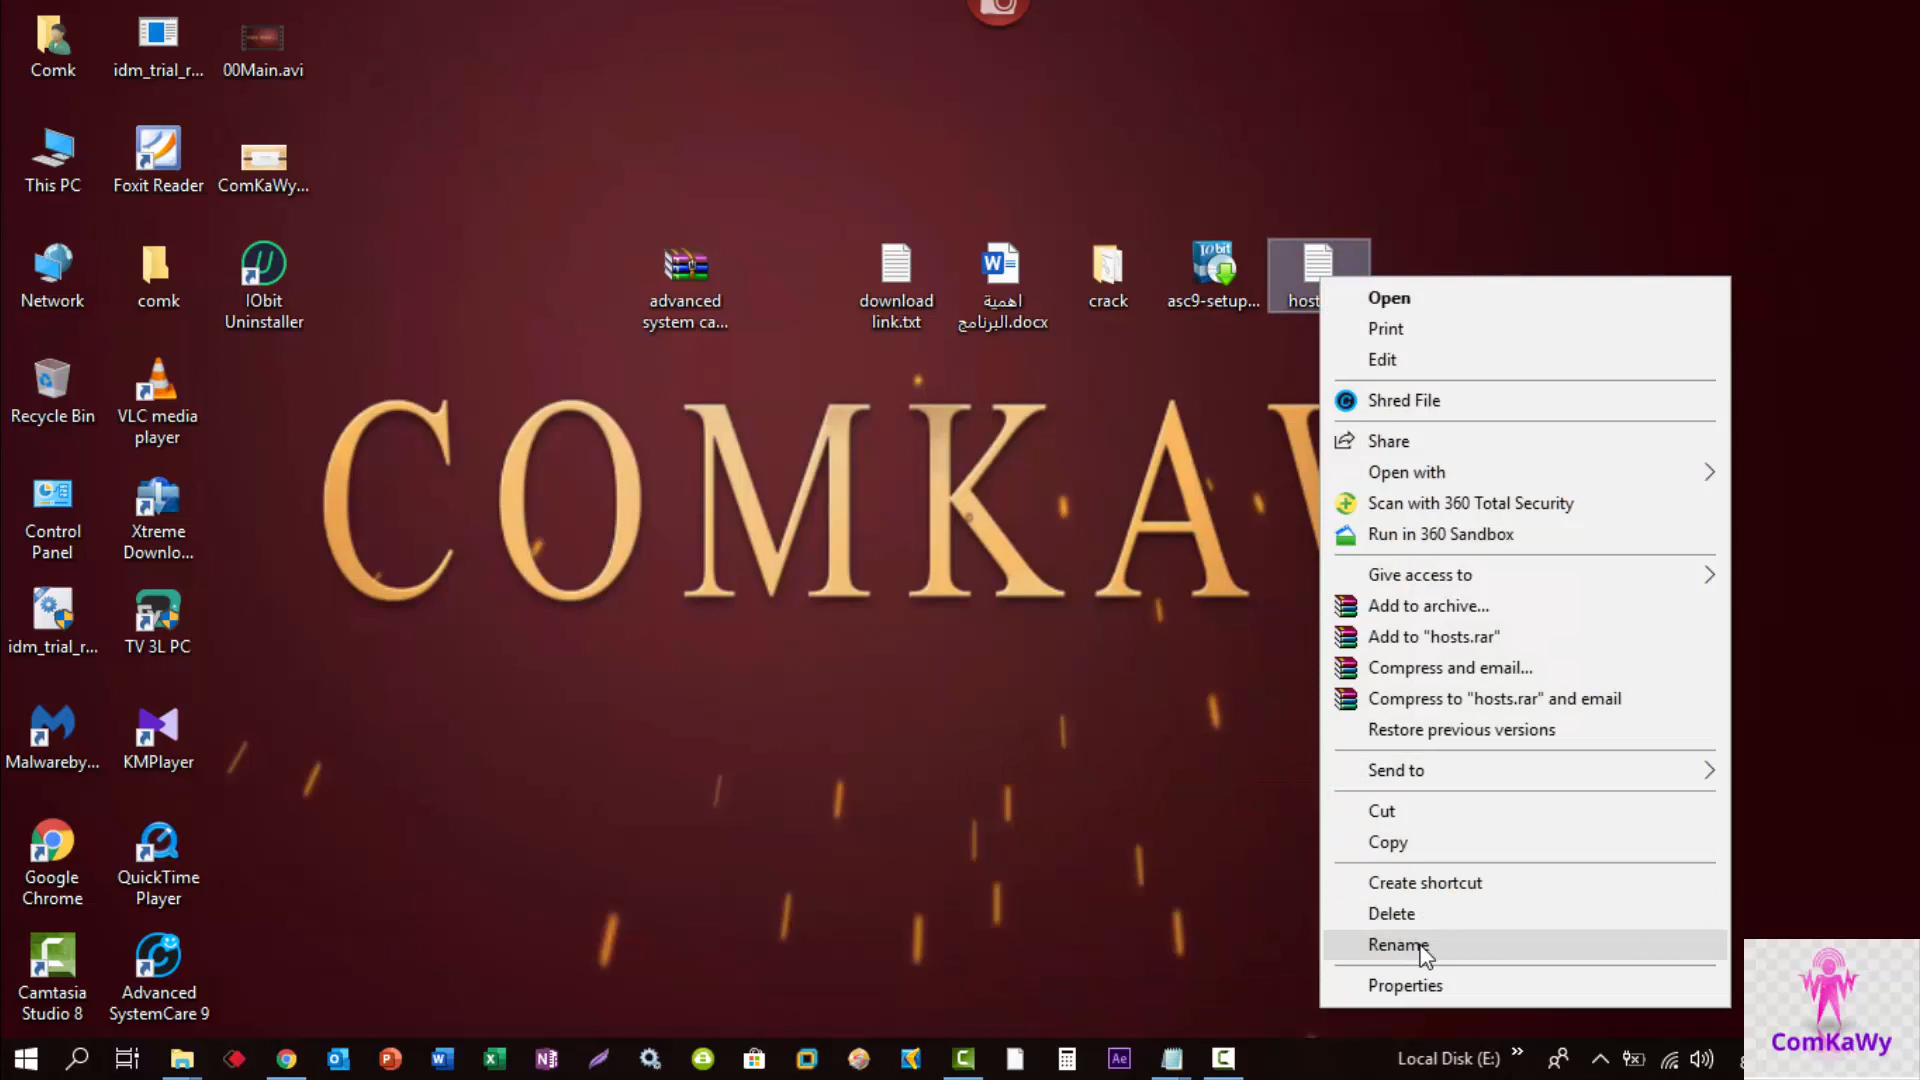 Comk
idm_trial_r...
00Main.avi
This PC
Foxit Reader
ComKaWy...
Network
comk
IObit
Uninstaller
advanced
system ca...
download
link.txt
اهمية
البرنامج.docx
crack
IObit
asc9-setup...
host
Recycle Bin
VLC media
player
Control
Panel
Xtreme
Downlo...
idm_trial_r...
TV 3L PC
Malwareby...
KMPlayer
Google
Chrome
QuickTime
Player
Camtasia
Studio 8
Advanced
SystemCare 9
COMKAW
Open
Print
Edit
Shred File
Share
Open with
Scan with 360 Total Security
Run in 360 Sandbox
Give access to
Add to archive...
Add to "hosts.rar"
Compress and email...
Compress to "hosts.rar" and email
Restore previous versions
Send to
Cut
Copy
Create shortcut
Delete
Rename
Properties
Local Disk (E:)
ComKaWy